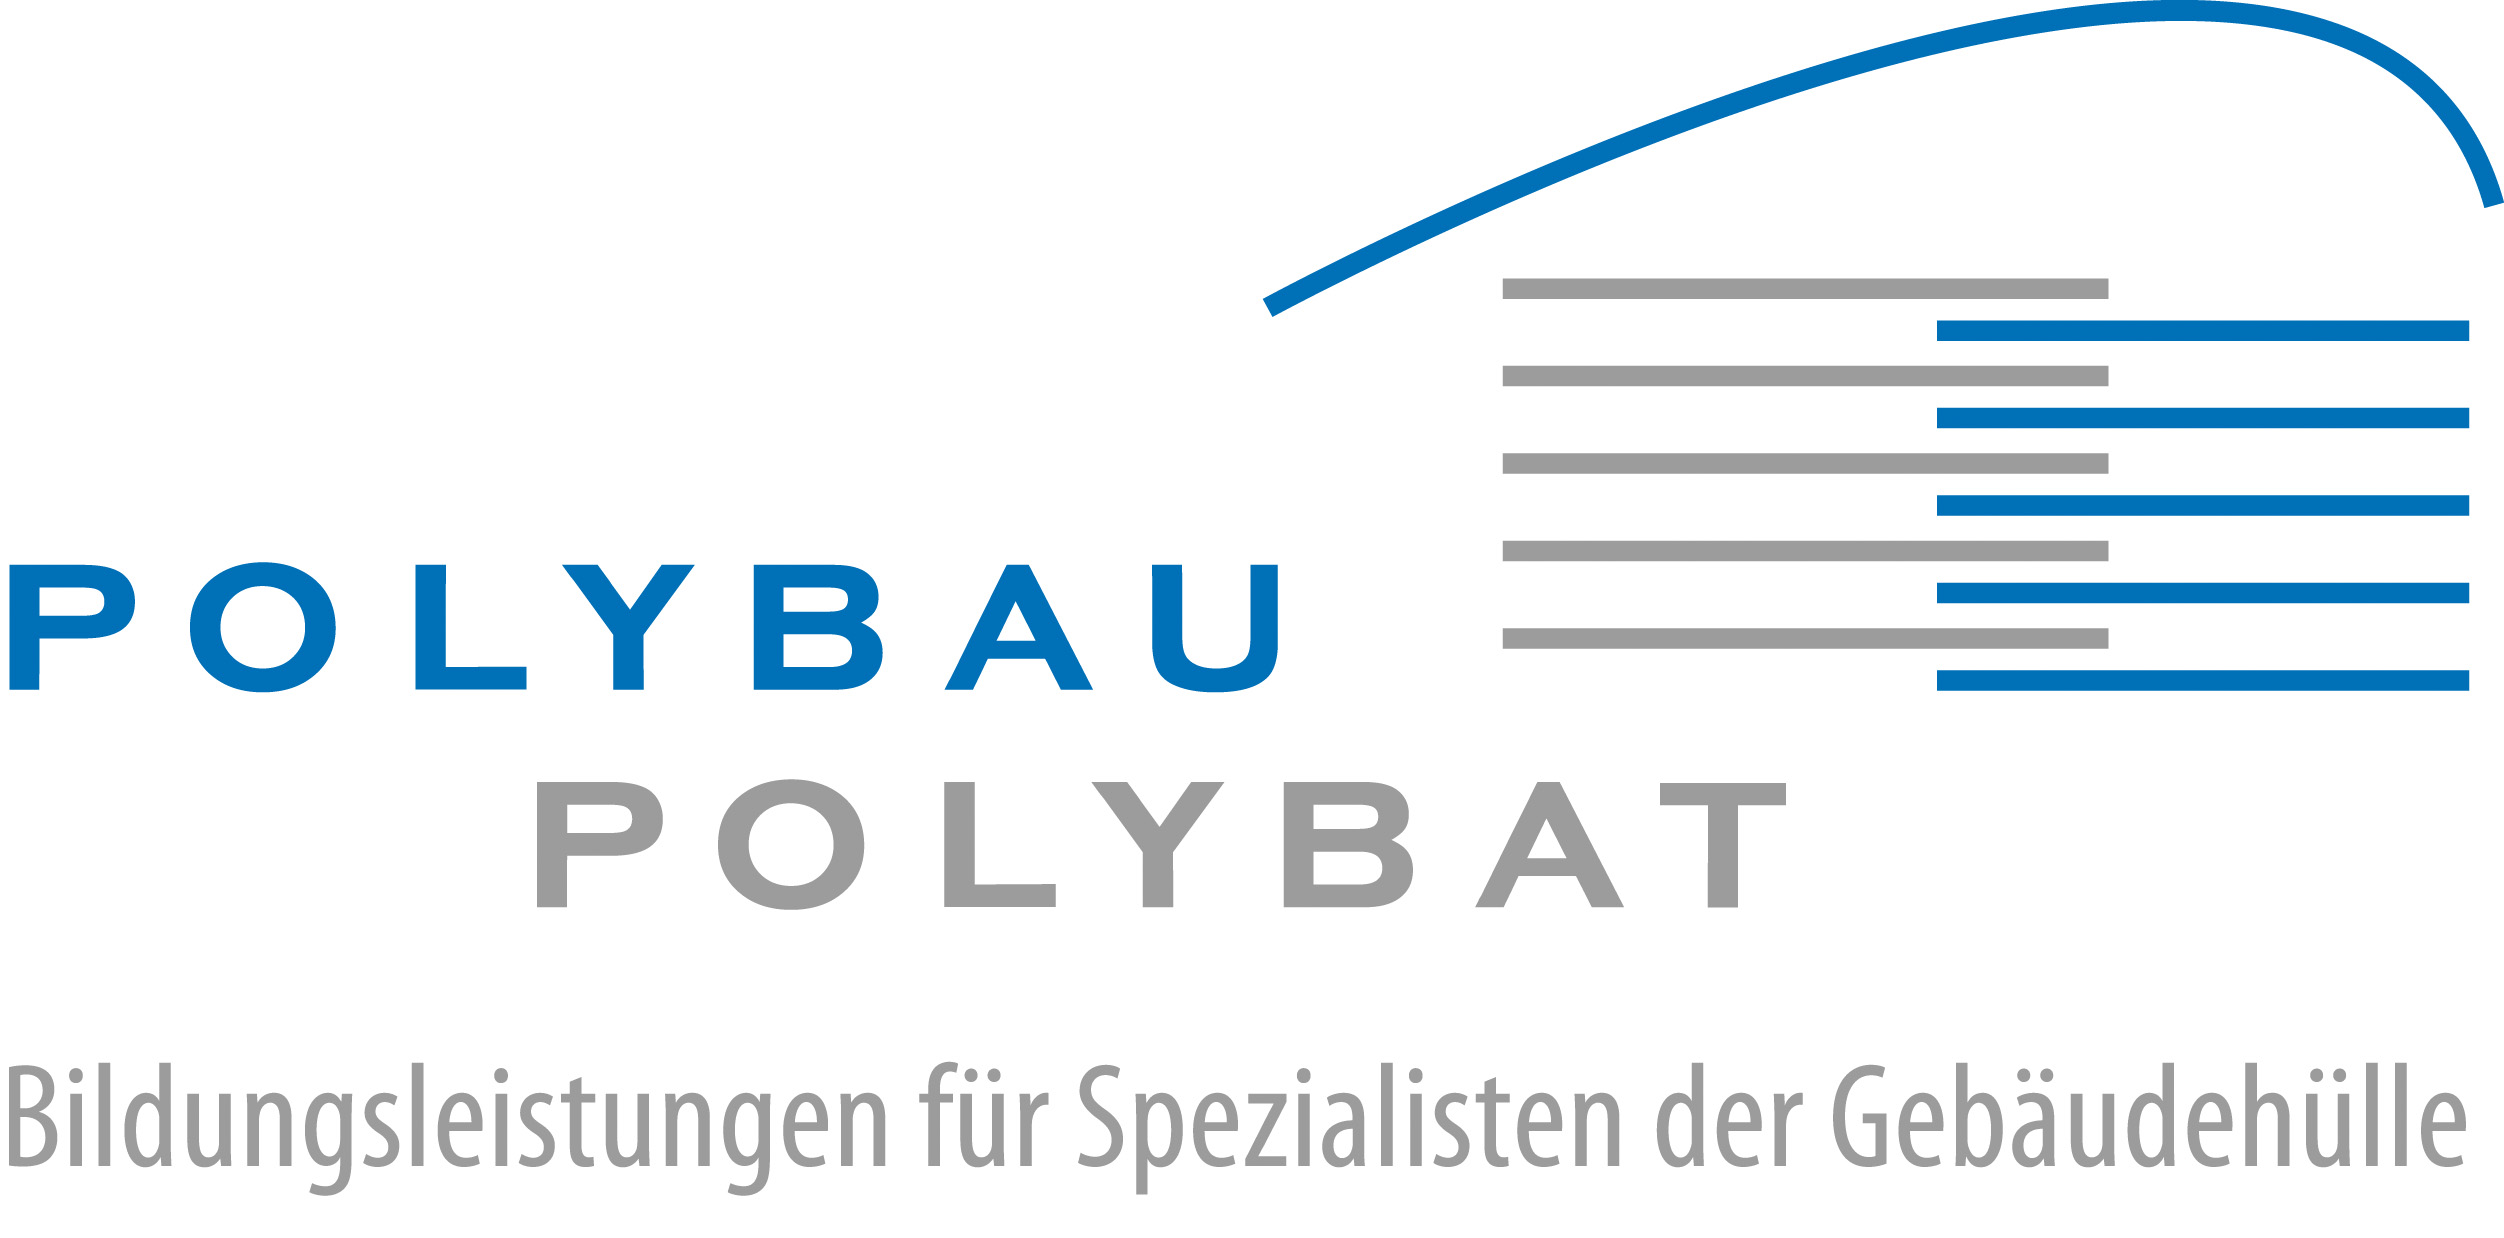 POLYBAU
POLYBAT
Bildungsleistungen für Spezialisten der Gebäudehülle